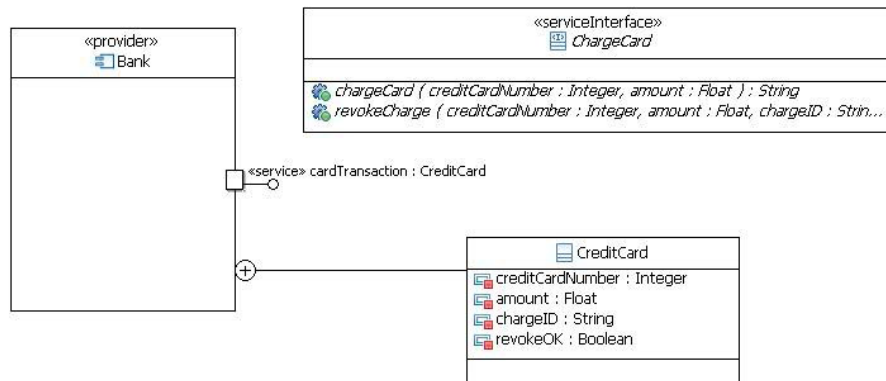 «provider»
Bank
«serviceInterface»
ChargeCard
chargeCard ( creditCardNumber : Integer, amount : Float ) : String
revokeCharge ( creditCardNumber : Integer, amount : Float, chargeID : Strin...
«service» cardTransaction : CreditCard
CreditCard
creditCardNumber : Integer
amount : Float
chargeID : String
revokeOK : Boolean